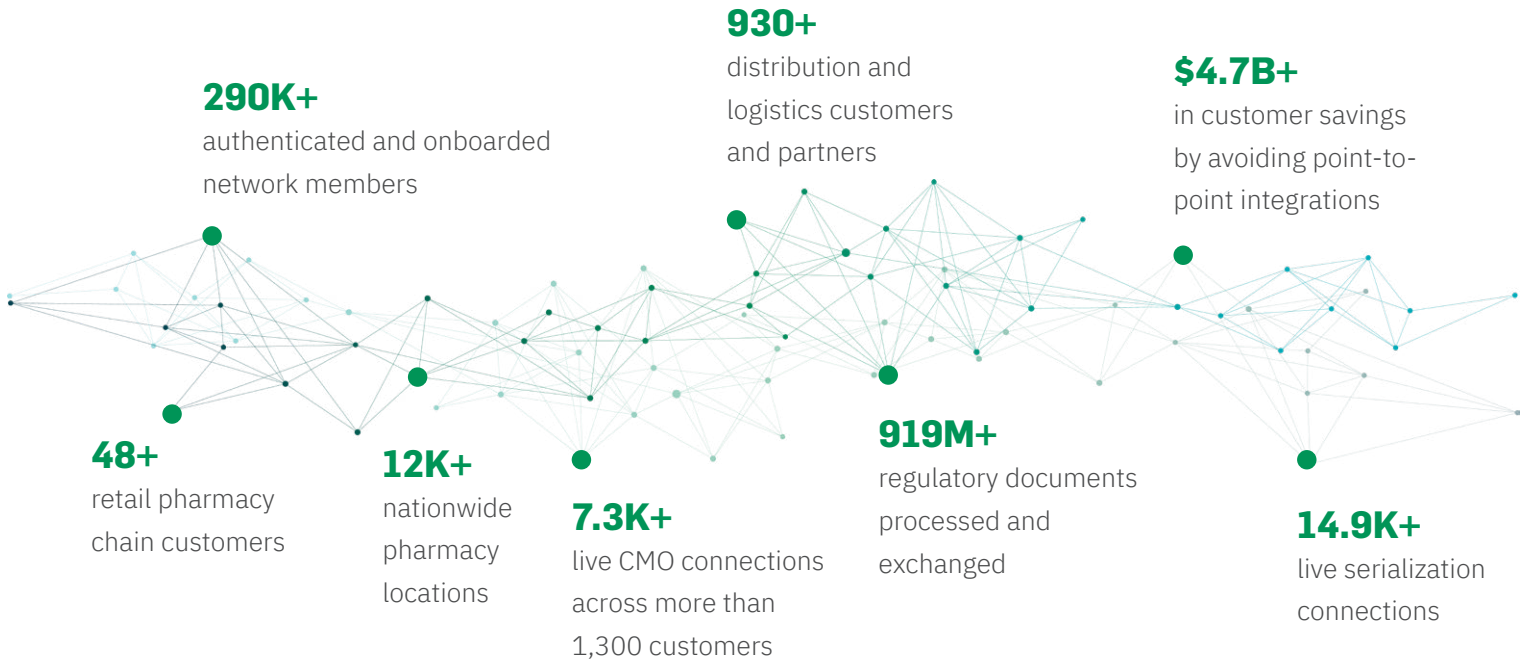 290K+
authenticated and onboarded
network members
930+
distribution and
logistics customers
and partners
$4.7B+
in customer savings
by avoiding point-to-
point integrations
48+
retail pharmacy
chain customers
12K+
nationwide
pharmacy
locations
7.3K+
live CMO connections
across more than
1,300 customers
919M+
regulatory documents
processed and
exchanged
14.9K+
live serialization
connections